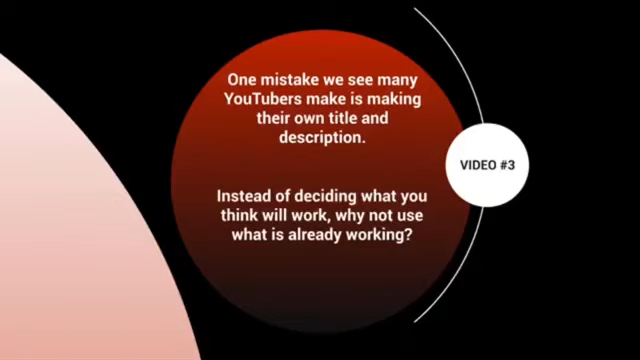 One mistake we see many
YouTubers make is making
their own title and
description.
Instead of deciding what you
think will work, why not use
what is already working?
VIDEO #3